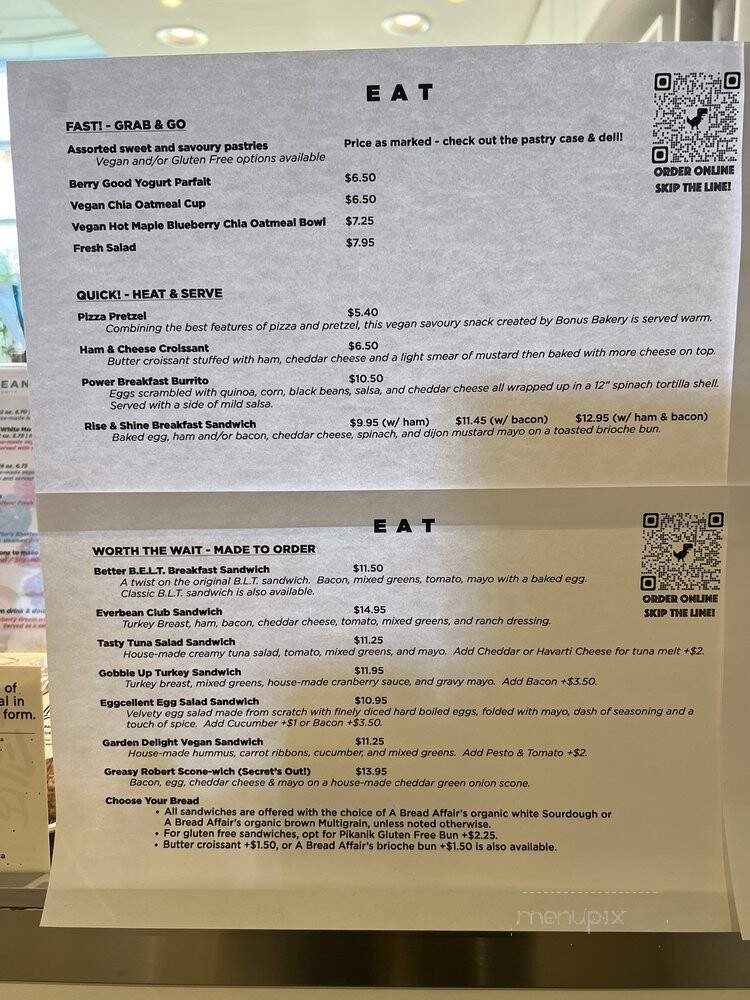 EAT
FAST! - GRAB & GO
Assorted sweet and savoury pastries Price as marked - check out the pastry case & deli!
Vegan and/or Gluten Free options available
Berry Good Yogurt Parfait $6.50
Vegan Chia Oatmeal Cup $6.50
Vegan Hot Maple Blueberry Chia Oatmeal Bowl $7.25
Fresh Salad $7.95
ORDER ONLINE
SKIP THE LINE!
QUICK! - HEAT & SERVE
Pizza Pretzel $5.40
Combining the best features of pizza and pretzel, this vegan savoury snack created by Bonus Bakery is served warm.
Ham & Cheese Croissant $6.50
Butter croissant stuffed with ham, cheddar cheese and a light smear of mustard then baked with more cheese on top.
Power Breakfast Burrito $10.50
Eggs scrambled with quinoa, corn, black beans, salsa, and cheddar cheese all wrapped up in a 12" spinach tortilla shell.
Served with a side of mild salsa.
Rise & Shine Breakfast Sandwich $9.95 (w/ ham) $11.45 (w/ bacon) $12.95 (w/ ham & bacon)
Baked egg, ham and/or bacon, cheddar cheese, spinach, and dijon mustard mayo on a toasted brioche bun.
EAT
WORTH THE WAIT - MADE TO ORDER
Better B.E.L.T. Breakfast Sandwich $11.50
A twist on the original B.L.T. sandwich. Bacon, mixed greens, tomato, mayo with a baked egg.
Classic B.L.T. sandwich is also available.
ORDER ONLINE
SKIP THE LINE!
Everbean Club Sandwich $14.95
Turkey Breast, ham, bacon, cheddar cheese, tomato, mixed greens, and ranch dressing.
Tasty Tuna Salad Sandwich $11.25
House-made creamy tuna salad, tomato, mixed greens, and mayo. Add Cheddar or Havarti Cheese for tuna melt +$2.
Gobble Up Turkey Sandwich $11.95
Turkey breast, mixed greens, house-made cranberry sauce, and gravy mayo. Add Bacon +$3.50.
Eggcellent Egg Salad Sandwich $10.95
Velvety egg salad made from scratch with finely diced hard boiled eggs, folded with mayo, dash of seasoning and a
touch of spice. Add Cucumber +$1 or Bacon +$3.50.
Garden Delight Vegan Sandwich $11.25
House-made hummus, carrot ribbons, cucumber, and mixed greens. Add Pesto & Tomato +$2.
Greasy Robert Scone-wich (Secret's Out!) $13.95
Bacon, egg, cheddar cheese & mayo on a house-made cheddar green onion scone.
Choose Your Bread
• All sandwiches are offered with the choice of A Bread Affair's organic white Sourdough or
A Bread Affair's organic brown Multigrain, unless noted otherwise.
• For gluten free sandwiches, opt for Pikanik Gluten Free Bun +$2.25.
• Butter croissant +$1.50, or A Bread Affair's brioche bun +$1.50 is also available.
of
al in
form.
menupix